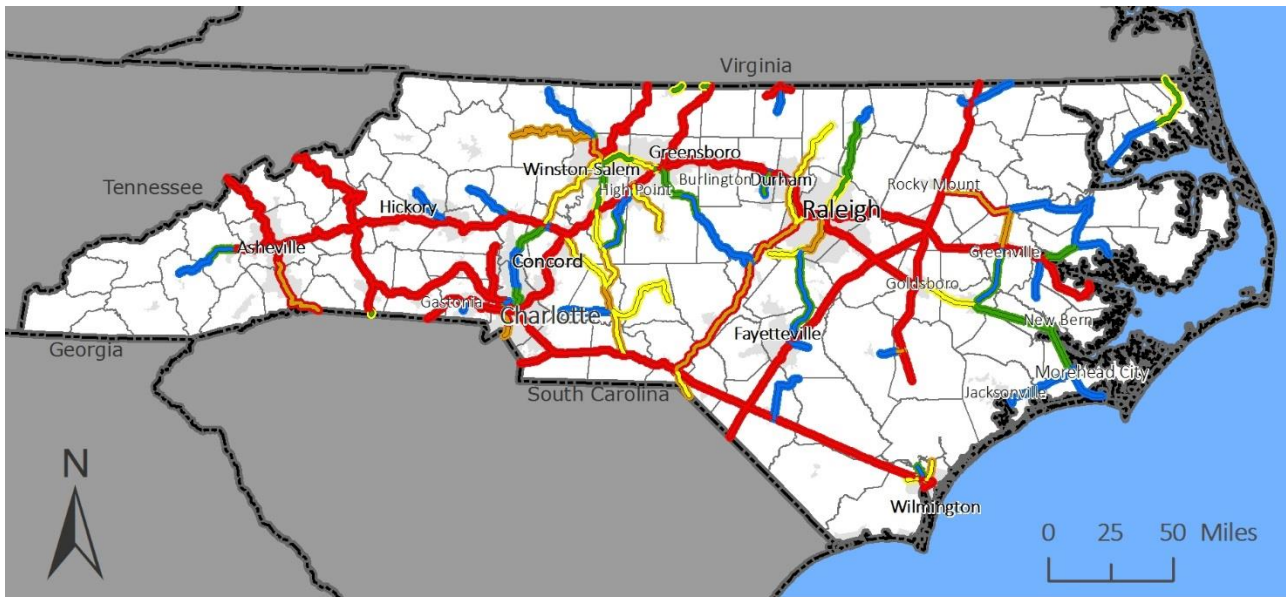 Virginia
Greensboro
Winston-Salem
Burlington
Durham
High Point
Rocky Mount
Tennessee
Hickory
Raleigh
Asheville
Concord
Greenville
Goldsboro
Gastonia
Charlotte
New Bern
Fayetteville
Georgia
Morehead City
South Carolina
Jacksonville
N
Wilmington
0 25 50 Miles